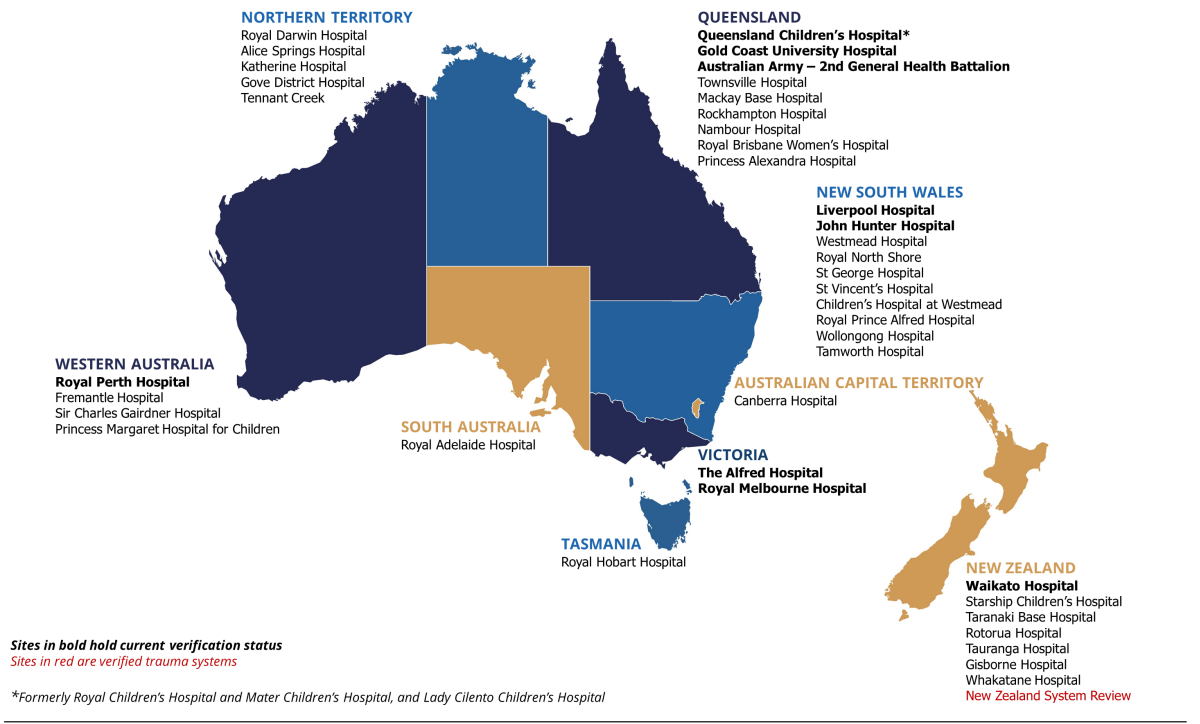 NORTHERN TERRITORY
Royal Darwin Hospital
Alice Springs Hospital
Katherine Hospital
Gove District Hospital
Tennant Creek
QUEENSLAND
Queensland Children’s Hospital*
Gold Coast University Hospital
Australian Army – 2nd General Health Battalion
Townsville Hospital
Mackay Base Hospital
Rockhampton Hospital
Nambour Hospital
Royal Brisbane Women’s Hospital
Princess Alexandra Hospital
NEW SOUTH WALES
Liverpool Hospital
John Hunter Hospital
Westmead Hospital
Royal North Shore
St George Hospital
St Vincent’s Hospital
Children’s Hospital at Westmead
Royal Prince Alfred Hospital
Wollongong Hospital
Tamworth Hospital
WESTERN AUSTRALIA
Royal Perth Hospital
Fremantle Hospital
Sir Charles Gairdner Hospital
Princess Margaret Hospital for Children
AUSTRALIAN CAPITAL TERRITORY
Canberra Hospital
SOUTH AUSTRALIA
Royal Adelaide Hospital
VICTORIA
The Alfred Hospital
Royal Melbourne Hospital
TASMANIA
Royal Hobart Hospital
NEW ZEALAND
Waikato Hospital
Starship Children’s Hospital
Taranaki Base Hospital
Rotorua Hospital
Tauranga Hospital
Gisborne Hospital
Whakatane Hospital
New Zealand System Review
Sites in bold hold current verification status
Sites in red are verified trauma systems
*Formerly Royal Children’s Hospital and Mater Children’s Hospital, and Lady Cilento Children’s Hospital